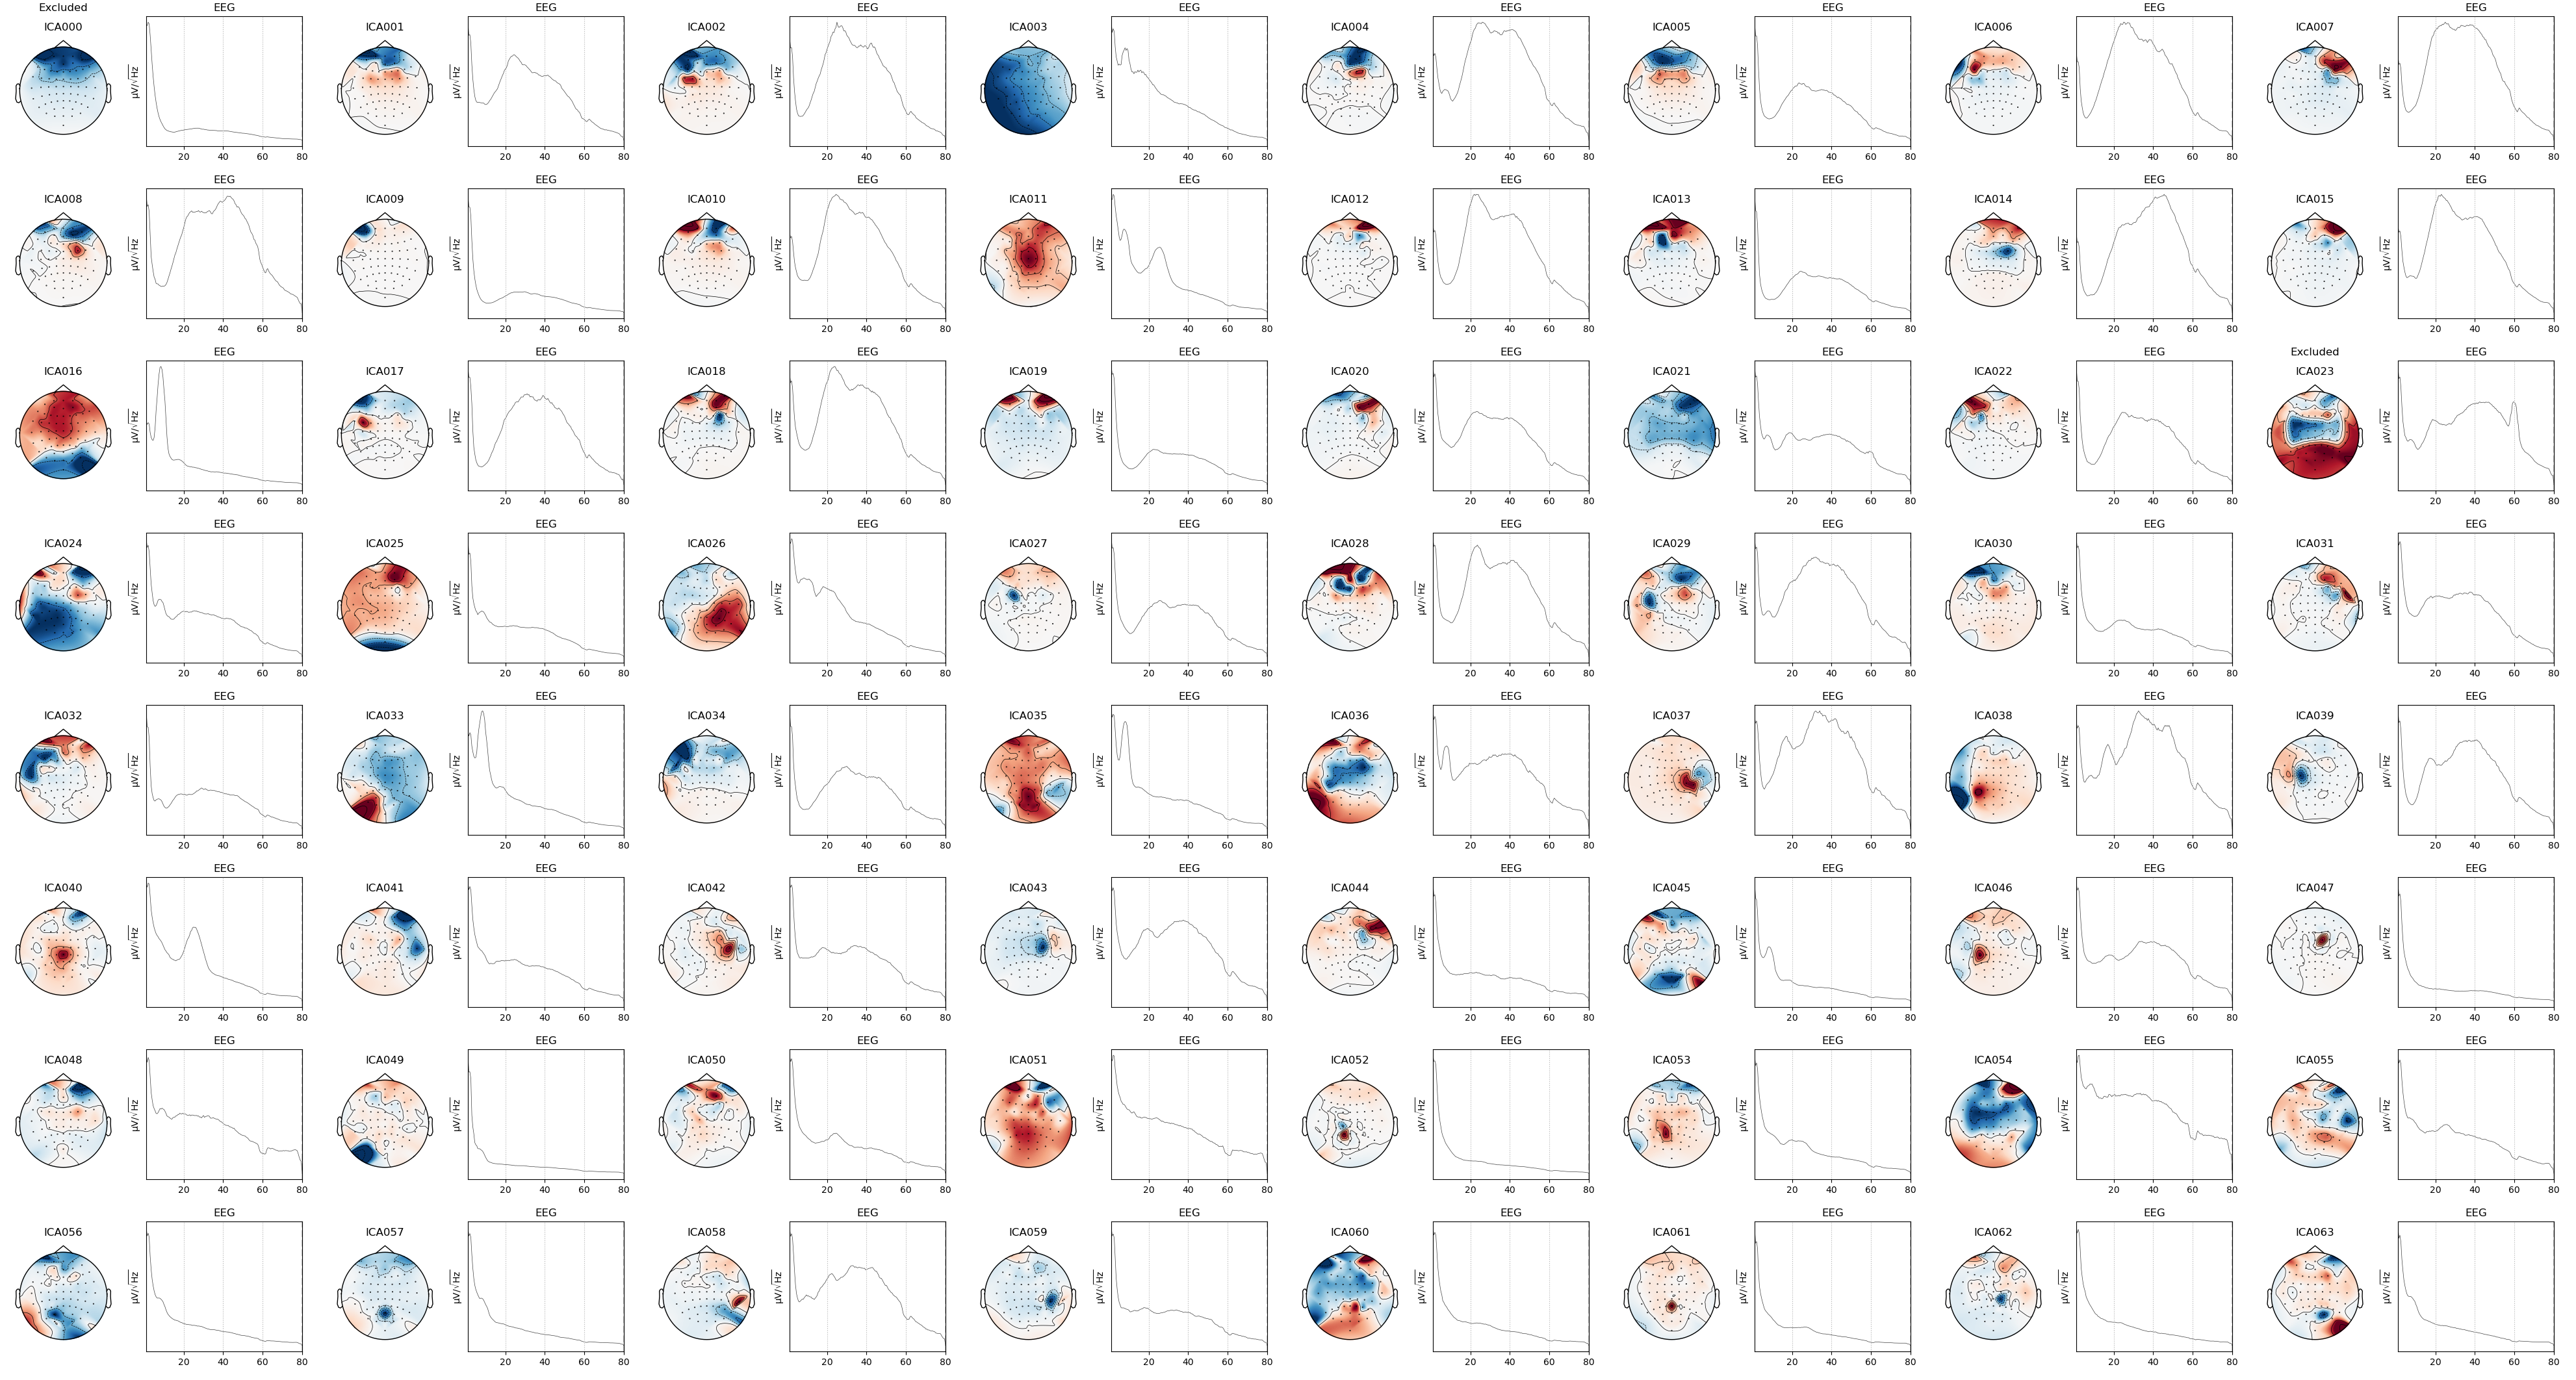 Excluded
EEG EEG EEG EEG EEG EEG EEG EEG
ICA000 ICA001 ICA002 ICA003 ICA004 ICA005 ICA006 ICA007
µV/√Hz µV/√Hz µV/√Hz µV/√Hz µV/√Hz µV/√Hz µV/√Hz µV/√Hz
20 40 60 80 20 40 60 80 20 40 60 80 20 40 60 80 20 40 60 80 20 40 60 80 20 40 60 80 20 40 60 80
EEG EEG EEG EEG EEG EEG EEG EEG
ICA008 ICA009 ICA010 ICA011 ICA012 ICA013 ICA014 ICA015
µV/√Hz µV/√Hz µV/√Hz µV/√Hz µV/√Hz µV/√Hz µV/√Hz µV/√Hz
20 40 60 80 20 40 60 80 20 40 60 80 20 40 60 80 20 40 60 80 20 40 60 80 20 40 60 80 20 40 60 80
EEG EEG EEG EEG EEG EEG EEG Excluded EEG
ICA016 ICA017 ICA018 ICA019 ICA020 ICA021 ICA022 ICA023
µV/√Hz µV/√Hz µV/√Hz µV/√Hz µV/√Hz µV/√Hz µV/√Hz µV/√Hz
20 40 60 80 20 40 60 80 20 40 60 80 20 40 60 80 20 40 60 80 20 40 60 80 20 40 60 80 20 40 60 80
EEG EEG EEG EEG EEG EEG EEG EEG
ICA024 ICA025 ICA026 ICA027 ICA028 ICA029 ICA030 ICA031
µV/√Hz µV/√Hz µV/√Hz µV/√Hz µV/√Hz µV/√Hz µV/√Hz µV/√Hz
20 40 60 80 20 40 60 80 20 40 60 80 20 40 60 80 20 40 60 80 20 40 60 80 20 40 60 80 20 40 60 80
EEG EEG EEG EEG EEG EEG EEG EEG
ICA032 ICA033 ICA034 ICA035 ICA036 ICA037 ICA038 ICA039
µV/√Hz µV/√Hz µV/√Hz µV/√Hz µV/√Hz µV/√Hz µV/√Hz µV/√Hz
20 40 60 80 20 40 60 80 20 40 60 80 20 40 60 80 20 40 60 80 20 40 60 80 20 40 60 80 20 40 60 80
EEG EEG EEG EEG EEG EEG EEG EEG
ICA040 ICA041 ICA042 ICA043 ICA044 ICA045 ICA046 ICA047
µV/√Hz µV/√Hz µV/√Hz µV/√Hz µV/√Hz µV/√Hz µV/√Hz µV/√Hz
20 40 60 80 20 40 60 80 20 40 60 80 20 40 60 80 20 40 60 80 20 40 60 80 20 40 60 80 20 40 60 80
EEG EEG EEG EEG EEG EEG EEG EEG
ICA048 ICA049 ICA050 ICA051 ICA052 ICA053 ICA054 ICA055
µV/√Hz µV/√Hz µV/√Hz µV/√Hz µV/√Hz µV/√Hz µV/√Hz µV/√Hz
20 40 60 80 20 40 60 80 20 40 60 80 20 40 60 80 20 40 60 80 20 40 60 80 20 40 60 80 20 40 60 80
EEG EEG EEG EEG EEG EEG EEG EEG
ICA056 ICA057 ICA058 ICA059 ICA060 ICA061 ICA062 ICA063
µV/√Hz µV/√Hz µV/√Hz µV/√Hz µV/√Hz µV/√Hz µV/√Hz µV/√Hz
20 40 60 80 20 40 60 80 20 40 60 80 20 40 60 80 20 40 60 80 20 40 60 80 20 40 60 80 20 40 60 80